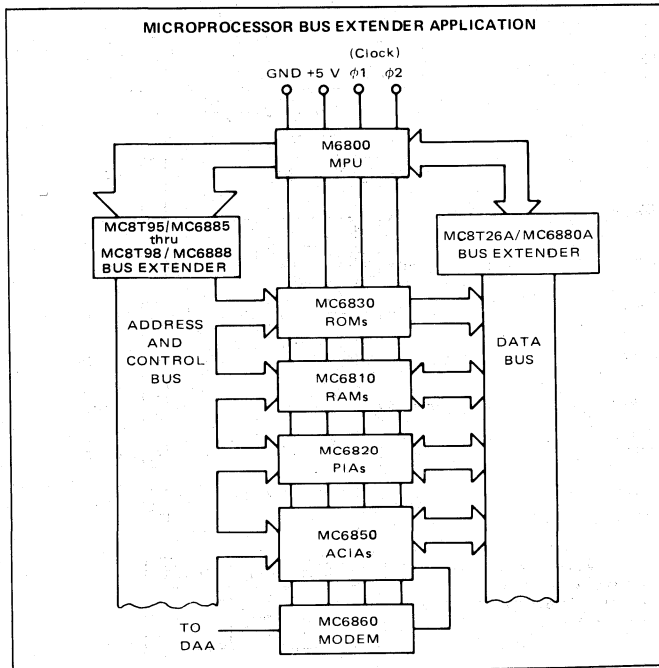 MICROPROCESSOR BUS EXTENDER APPLICATION
(Clock)
GND +5 V φ1 φ2
M6800
MPU
MC8T95/MC6885
thru
MC8T98/MC6888
BUS EXTENDER
MC8T26A/MC6880A
BUS EXTENDER
ADDRESS
AND
CONTROL
BUS
MC6830
ROMs
DATA
BUS
MC6810
RAMs
MC6820
PIAs
MC6850
ACIAs
MC6860
MODEM
TO
DAA